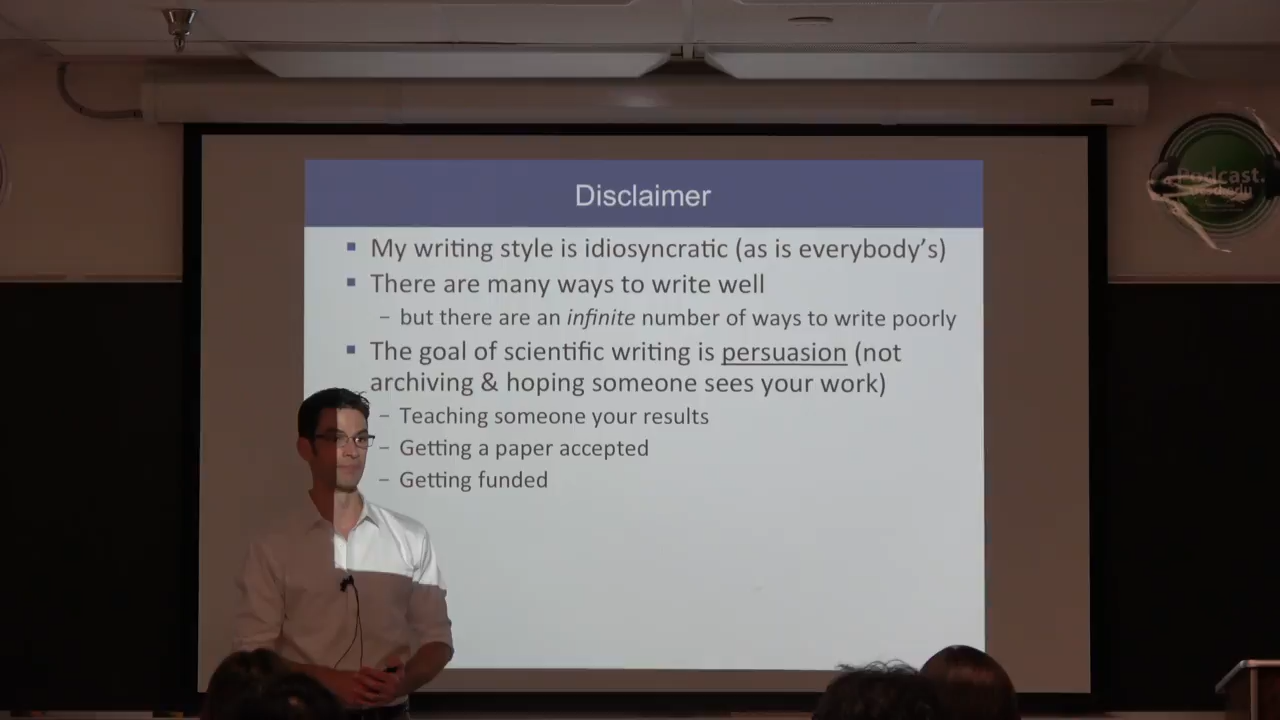 Disclaimer
▪ My writing style is idiosyncratic (as is everybody's)
▪ There are many ways to write well
– but there are an infinite number of ways to write poorly
▪ The goal of scientific writing is persuasion (not
archiving & hoping someone sees your work)
– Teaching someone your results
– Getting a paper accepted
– Getting funded
Podcast.